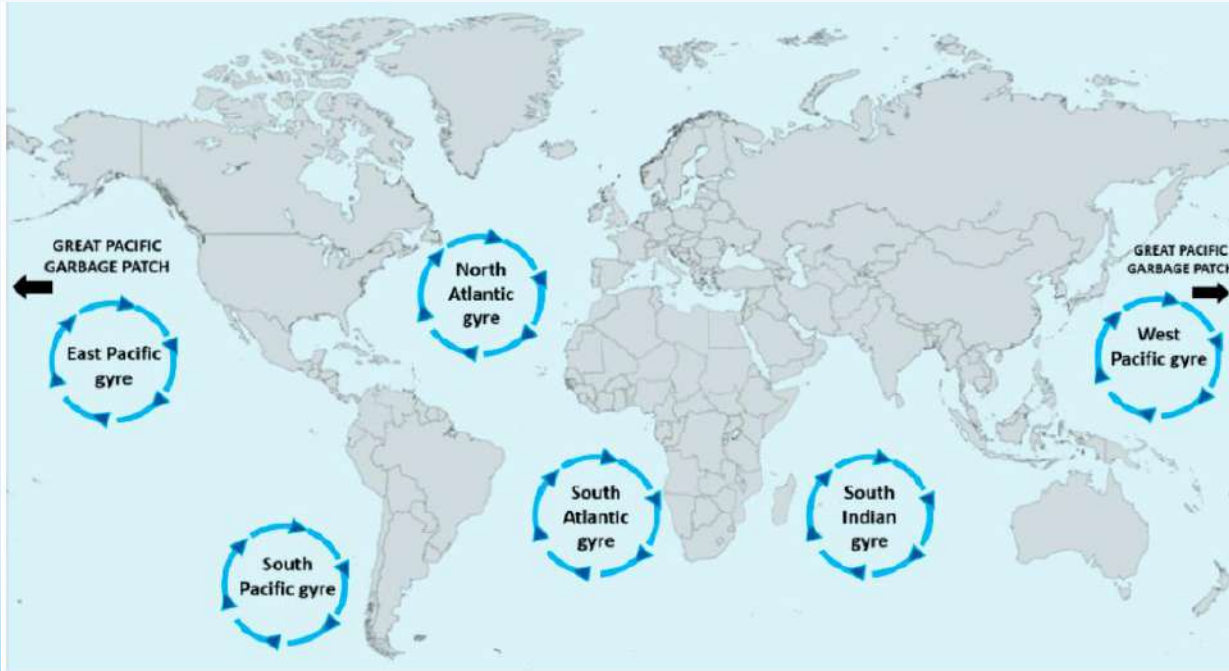 GREAT PACIFIC
GARBAGE PATCH
East Pacific
gyre
North
Atlantic
gyre
GREAT PACIFIC
GARBAGE PATCH
West
Pacific gyre
South
Pacific gyre
South
Atlantic
gyre
South
Indian
gyre